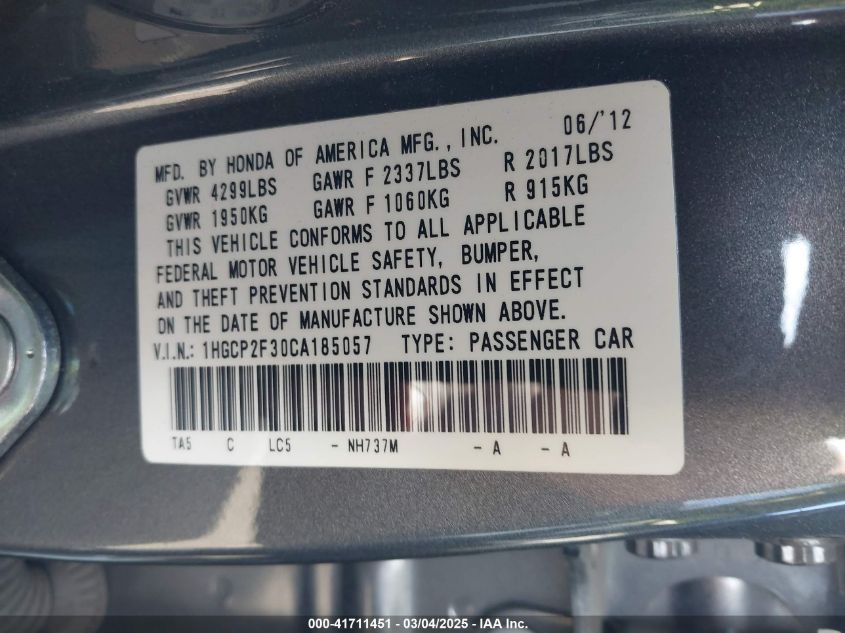 MFD. BY HONDA OF AMERICA MFG., INC. 06/'12
GVWR 4299LBS GAWR F 2337LBS R 2017LBS
GVWR 1950KG GAWR F 1060KG R 915KG
THIS VEHICLE CONFORMS TO ALL APPLICABLE
FEDERAL MOTOR VEHICLE SAFETY, BUMPER,
AND THEFT PREVENTION STANDARDS IN EFFECT
ON THE DATE OF MANUFACTURE SHOWN ABOVE.
V.I.N.: 1HGCP2F30CA185057 TYPE: PASSENGER CAR
TA5 C LC5 - NH737M - A - A
000-41711451 - 03/04/2025 - IAA Inc.